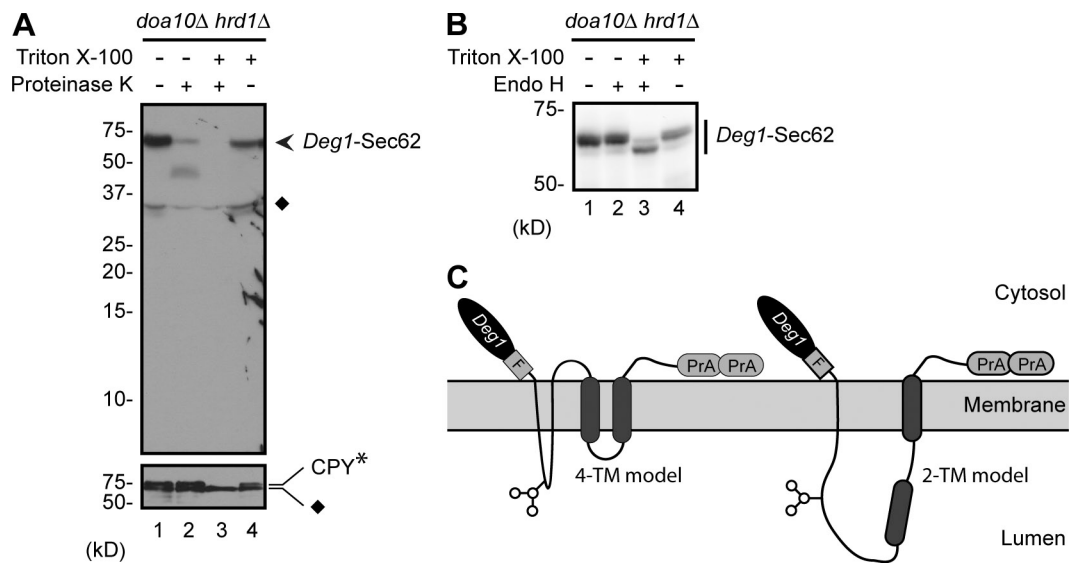 A
doa10Δ hrd1Δ
Triton X-100 - - + +
Proteinase K - + + -
75-
50-
37-
25-
20-
15-
10-
Deg1-Sec62
75-
50-
CPY*
1 2 3 4
(kD)
B
doa10Δ hrd1Δ
Triton X-100 - - + +
Endo H - + + -
75-
50-
Deg1-Sec62
1 2 3 4
(kD)
C
Cytosol
Deg1
F
PrA PrA
Deg1
F
PrA PrA
Membrane
4-TM model
2-TM model
Lumen